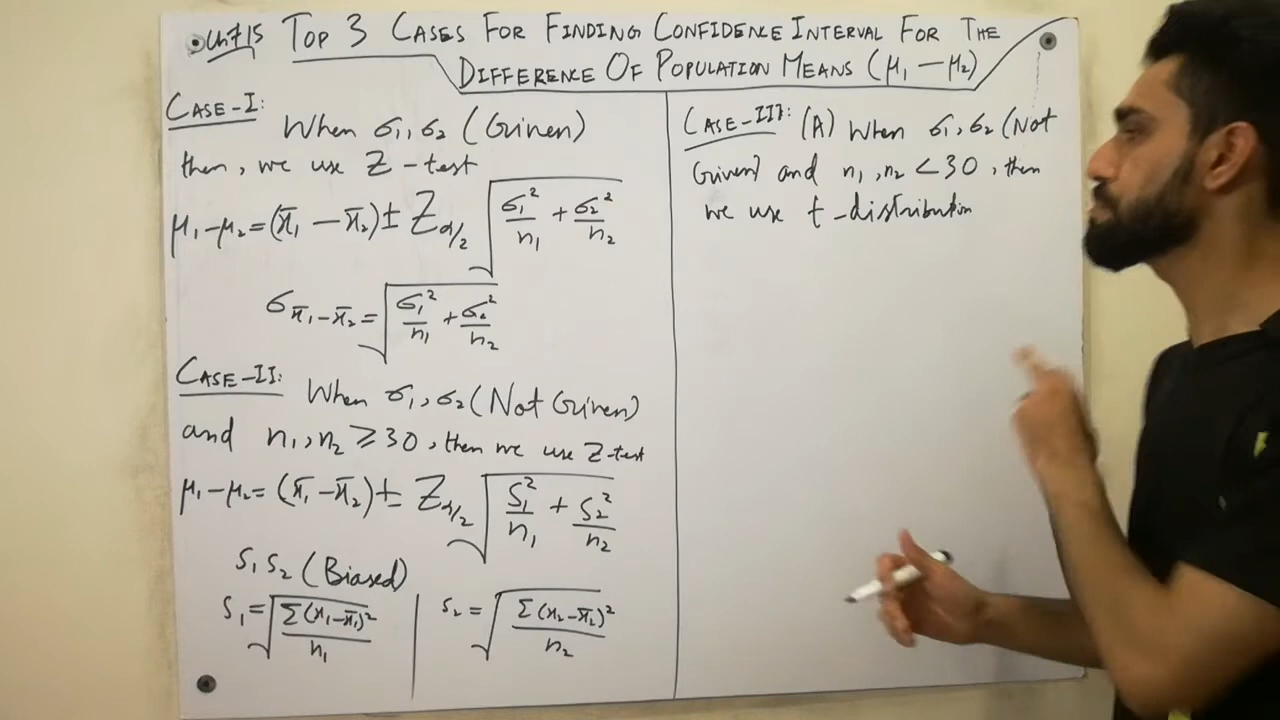 Ch#15 TOP 3 CASES FOR FINDING CONFIDENCE INTERVAL FOR THE
DIFFERENCE OF POPULATION MEANS (μ₁ − μ₂)
CASE-I:
When σ₁, σ₂ (Given)
then, we use Z-test
μ₁-μ₂ = (x̄₁ - x̄₂) ± Z_α/2 √(σ₁²/n₁ + σ₂²/n₂)
σ_x̄₁-x̄₂ = √(σ₁²/n₁ + σ₂²/n₂)
CASE-II: When σ₁, σ₂ (Not Given)
and n₁, n₂ ≥ 30, then we use Z-test
μ₁-μ₂ = (x̄₁ - x̄₂) ± Z_α/2 √(S₁²/n₁ + S₂²/n₂)
S₁ S₂ (Biased)
S₁ = √(Σ(x₁-x̄₁)²/n₁) | S₂ = √(Σ(x₂-x̄₂)²/n₂)
CASE-III: (A) When σ₁, σ₂ (Not
Given) and n₁, n₂ < 30, then
we use t-distribution